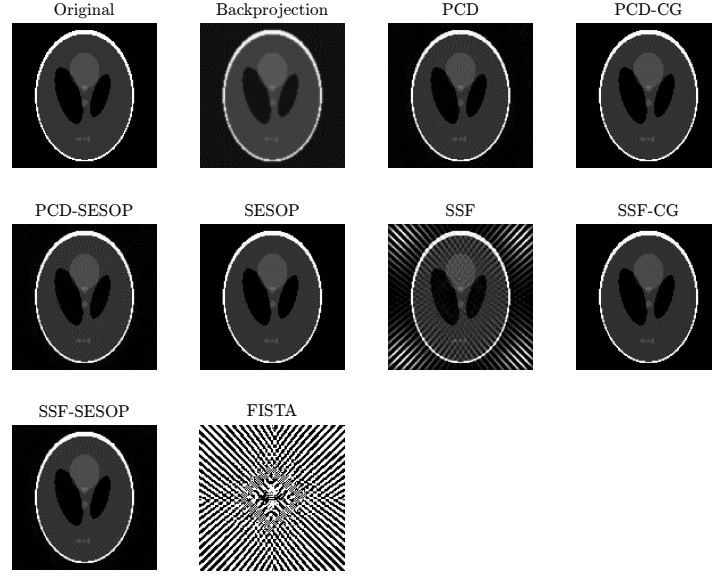 Original
Backprojection
PCD
PCD-CG
PCD-SESOP
SESOP
SSF
SSF-CG
SSF-SESOP
FISTA